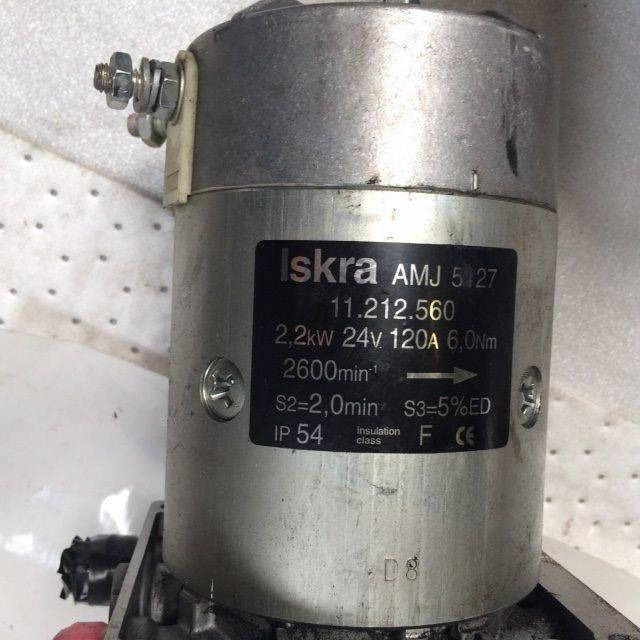 Iskra AMJ 5127
11.212.560
2,2kW 24V 120A 6,0Nm
2600min⁻¹
S2=2,0min S3=5%ED
IP 54 insulation class F CE
D8